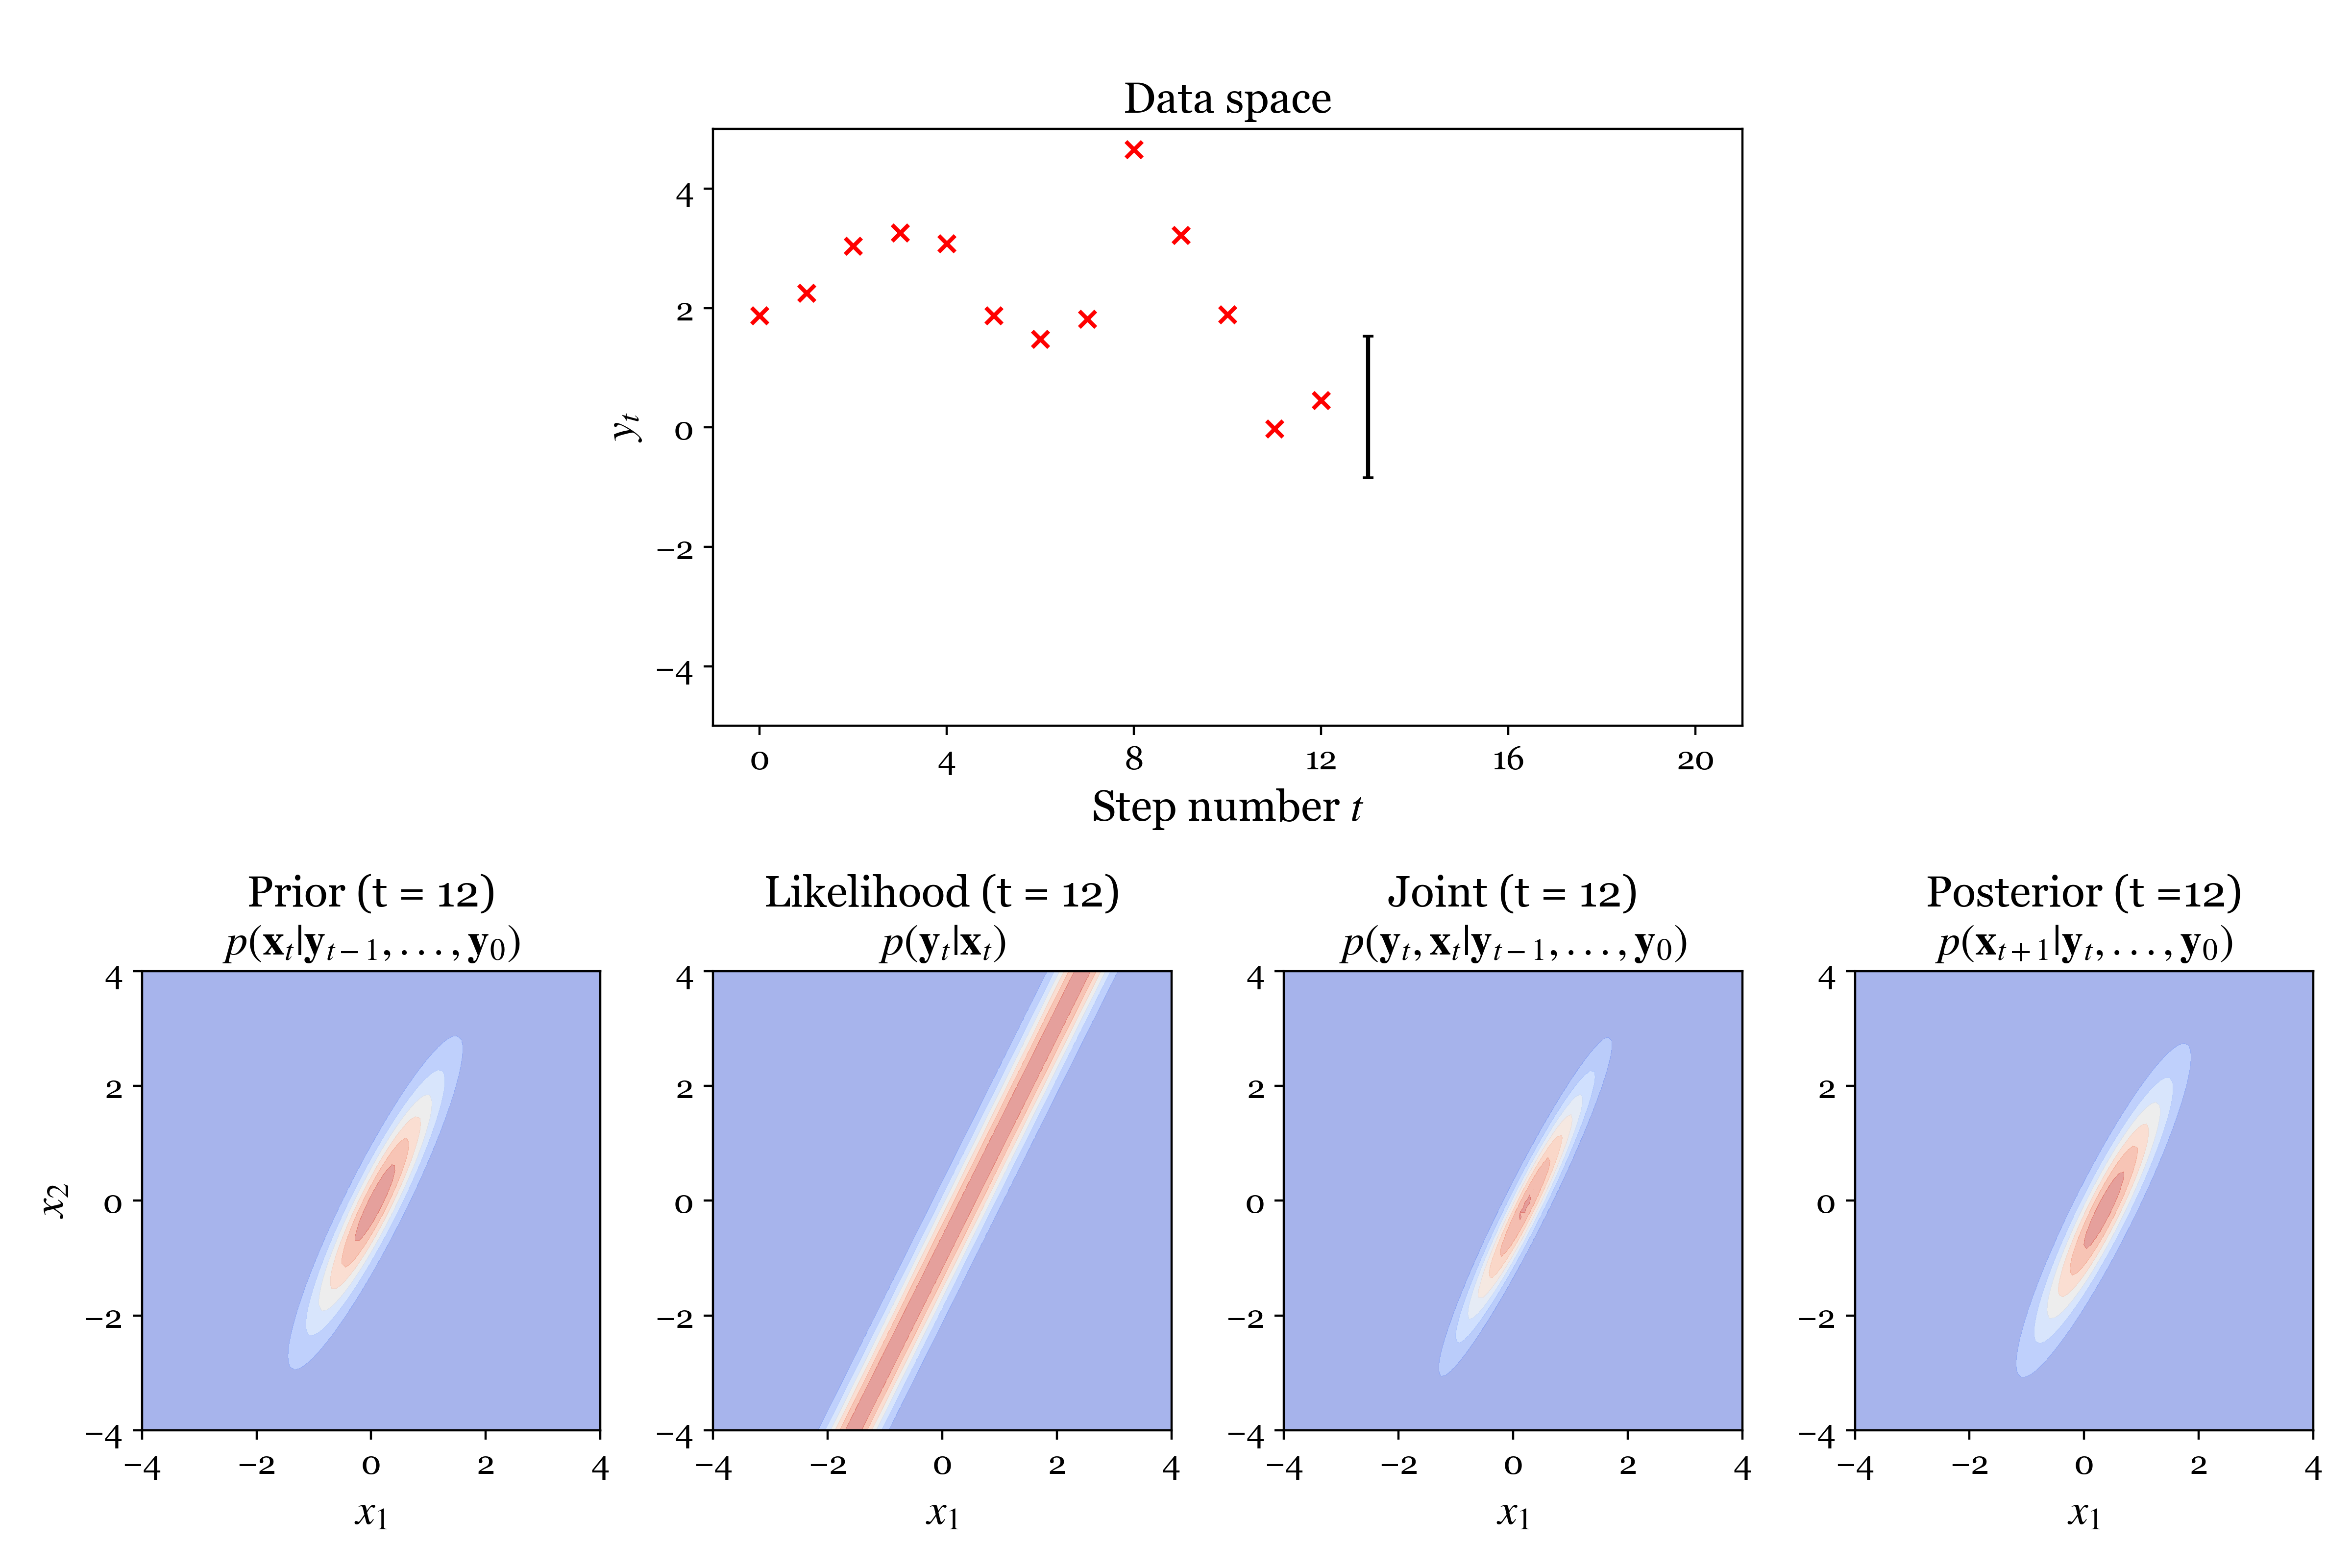 Data space
4
2
0
−2
−4
y_t
0 4 8 12 16 20
Step number t
Prior (t = 12)
p(x_t|y_{t−1}, . . . , y_0)
Likelihood (t = 12)
p(y_t|x_t)
Joint (t = 12)
p(y_t, x_t|y_{t−1}, . . . , y_0)
Posterior (t =12)
p(x_{t+1}|y_t, . . . , y_0)
4
2
0
−2
−4
x_2
−4 −2 0 2 4
x_1
4
2
0
−2
−4
−4 −2 0 2 4
x_1
4
2
0
−2
−4
−4 −2 0 2 4
x_1
4
2
0
−2
−4
−4 −2 0 2 4
x_1